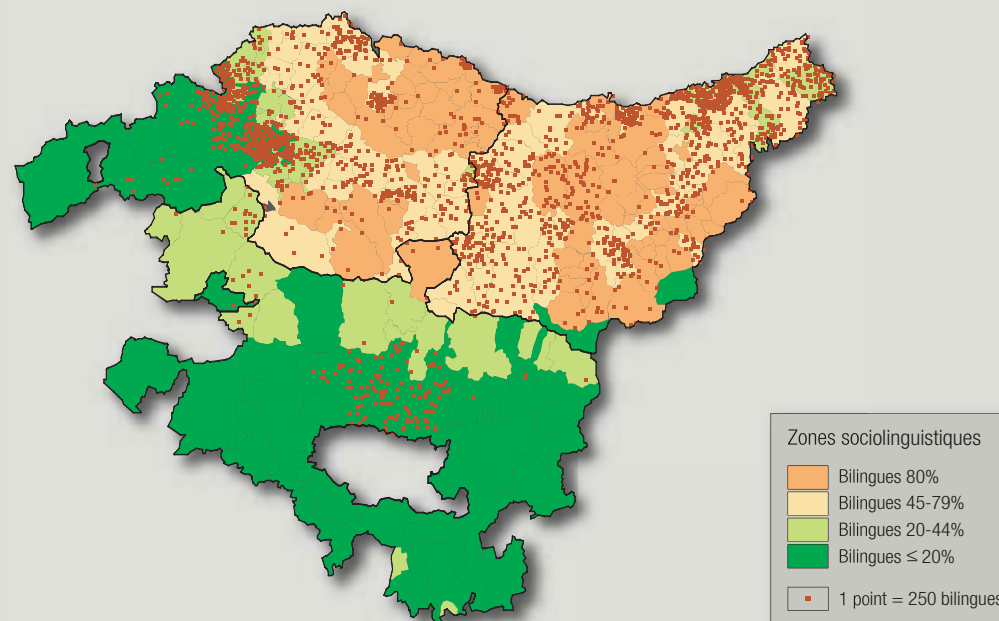 Zones sociolinguistiques
Bilingues 80%
Bilingues 45-79%
Bilingues 20-44%
Bilingues ≤ 20%
1 point = 250 bilingues